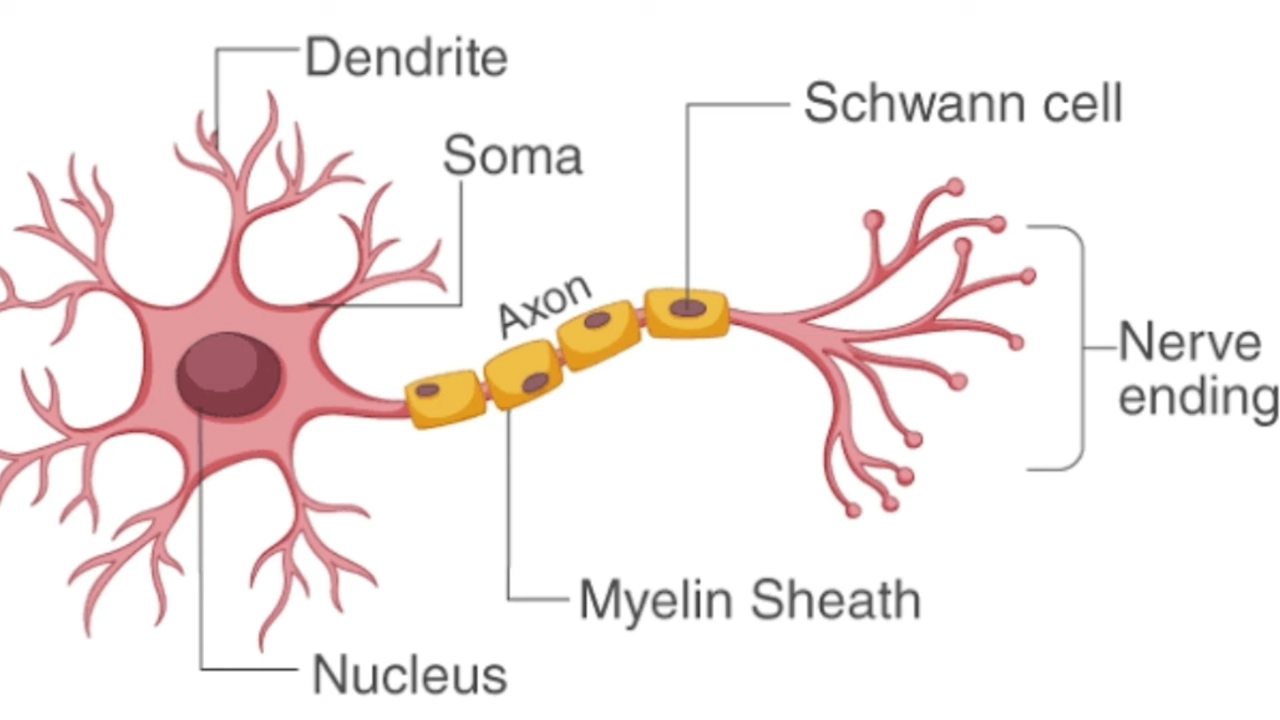 Dendrite
Soma
Schwann cell
Axon
Nerve
ending
Myelin Sheath
Nucleus